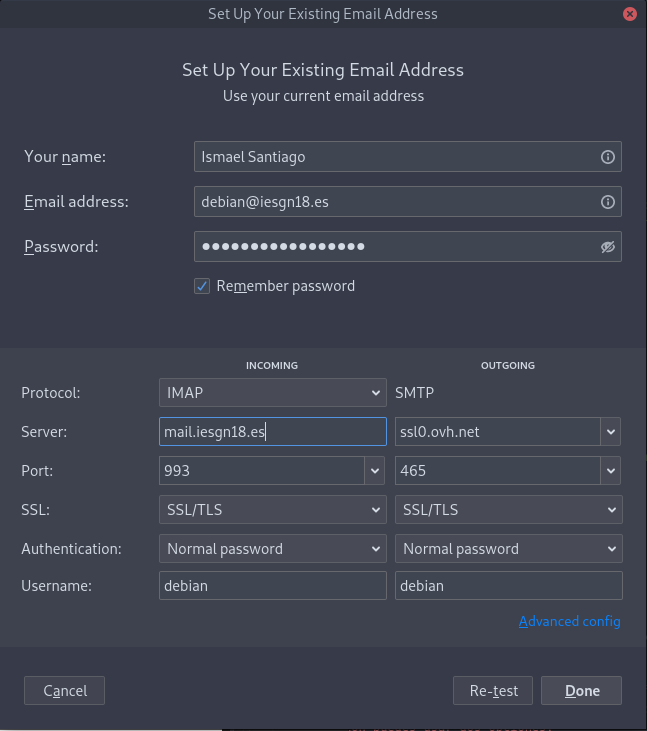 Set Up Your Existing Email Address
Set Up Your Existing Email Address
Use your current email address
Your name: Ismael Santiago
Email address: debian@iesgn18.es
Password: ●●●●●●●●●●●●●●●●●
Remember password
INCOMING OUTGOING
Protocol: IMAP SMTP
Server: mail.iesgn18.es ssl0.ovh.net
Port: 993 465
SSL: SSL/TLS SSL/TLS
Authentication: Normal password Normal password
Username: debian debian
Advanced config
Cancel Re-test Done